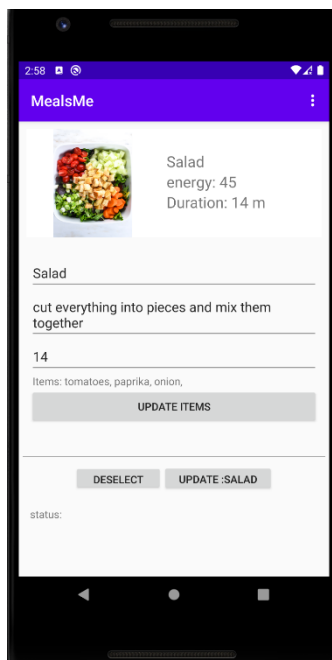 2:58
MealsMe
Salad
energy: 45
Duration: 14 m
Salad
cut everything into pieces and mix them
together
14
Items: tomatoes, paprika, onion,
UPDATE ITEMS
DESELECT UPDATE :SALAD
status: